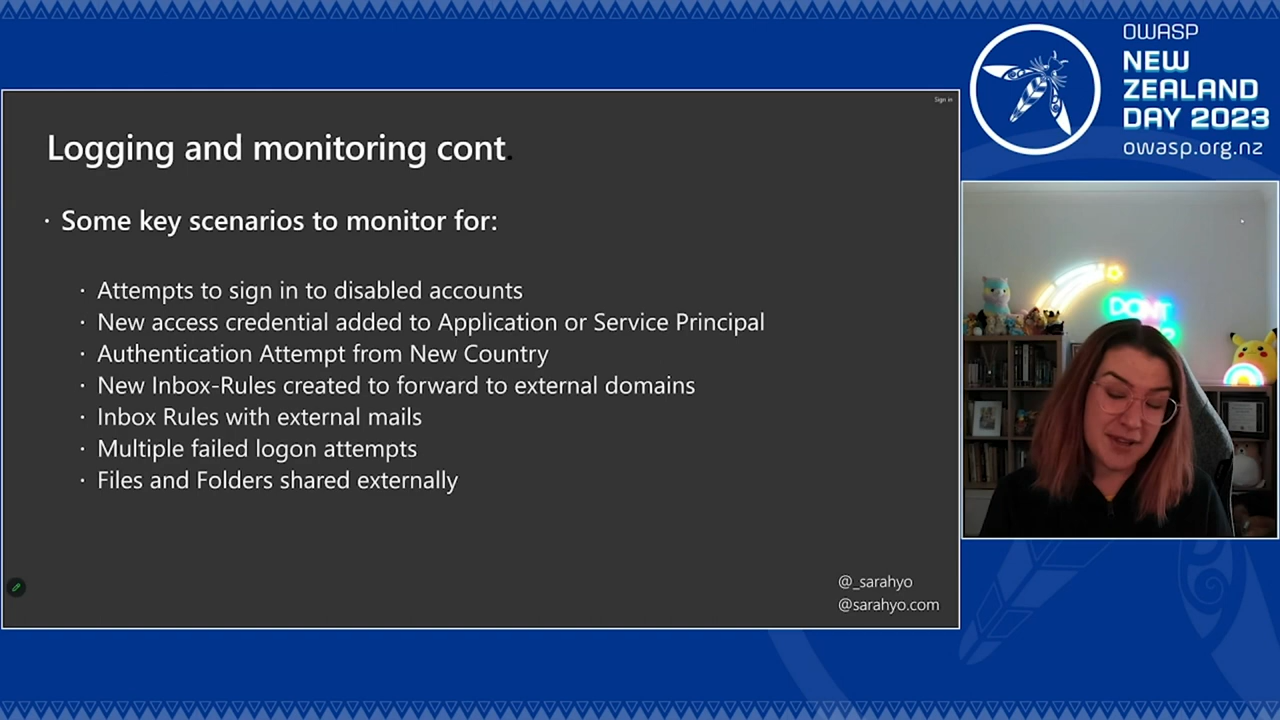 OWASP
NEW
ZEALAND
DAY 2023
owasp.org.nz
Sign in
Logging and monitoring cont.
· Some key scenarios to monitor for:
· Attempts to sign in to disabled accounts
· New access credential added to Application or Service Principal
· Authentication Attempt from New Country
· New Inbox-Rules created to forward to external domains
· Inbox Rules with external mails
· Multiple failed logon attempts
· Files and Folders shared externally
@_sarahyo
@sarahyo.com
DON'T